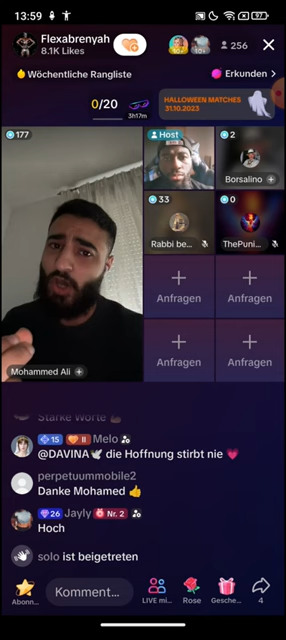 13:59
97
Flexabrenyah
8.1K Likes
256
Wöchentliche Rangliste
Erkunden >
0/20
3h17m
HALLOWEEN MATCHES
31.10.2023
177
Host
2
Borsalino +
33
Rabbi be...
0
ThePuni...
Anfragen
Anfragen
Anfragen
Anfragen
Mohammed Ali +
Starke Worte
15 II Melo
@DAVINA🕊 die Hoffnung stirbt nie 💗
perpetuummobile2
Danke Mohamed 👍
26 Jayly Nr. 2
Hoch
solo ist beigetreten
Abonn...
Komment...
LIVE mi...
Rose
Gesche...
4